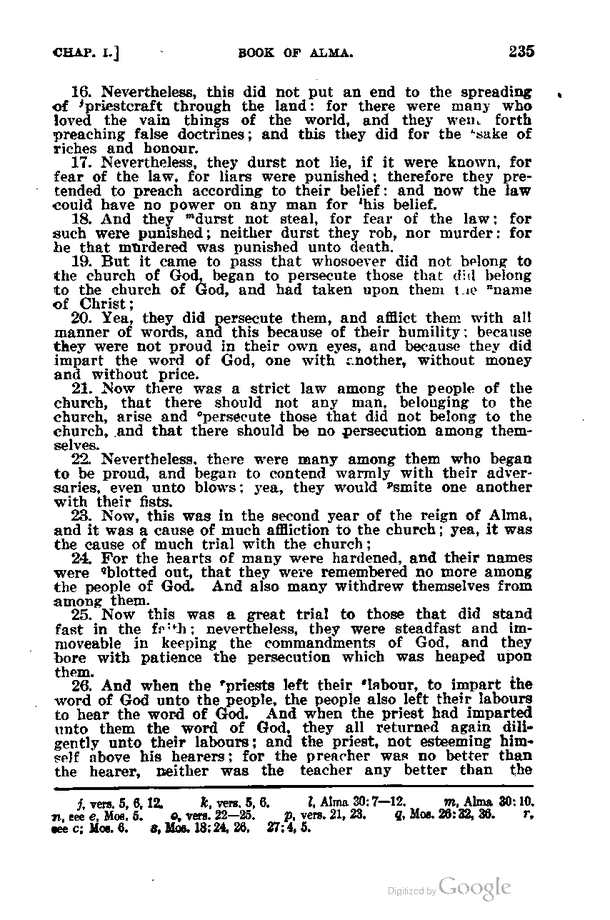 CHAP. I.] BOOK OF ALMA. 235
16. Nevertheless, this did not put an end to the spreading
of ʲpriestcraft through the land: for there were many who
loved the vain things of the world, and they went forth
preaching false doctrines; and this they did for the ᵏsake of
riches and honour.
17. Nevertheless, they durst not lie, if it were known, for
fear of the law, for liars were punished; therefore they pre-
tended to preach according to their belief: and now the law
could have no power on any man for ˡhis belief.
18. And they ᵐdurst not steal, for fear of the law; for
such were punished; neither durst they rob, nor murder: for
he that murdered was punished unto death.
19. But it came to pass that whosoever did not belong to
the church of God, began to persecute those that did belong
to the church of God, and had taken upon them the ⁿname
of Christ;
20. Yea, they did persecute them, and afflict them with all
manner of words, and this because of their humility; because
they were not proud in their own eyes, and because they did
impart the word of God, one with another, without money
and without price.
21. Now there was a strict law among the people of the
church, that there should not any man, belonging to the
church, arise and ᵒpersecute those that did not belong to the
church, and that there should be no persecution among them-
selves.
22. Nevertheless, there were many among them who began
to be proud, and began to contend warmly with their adver-
saries, even unto blows; yea, they would ᵖsmite one another
with their fists.
23. Now, this was in the second year of the reign of Alma,
and it was a cause of much affliction to the church; yea, it was
the cause of much trial with the church;
24. For the hearts of many were hardened, and their names
were qblotted out, that they were remembered no more among
the people of God. And also many withdrew themselves from
among them.
25. Now this was a great trial to those that did stand
fast in the faith; nevertheless, they were steadfast and im-
moveable in keeping the commandments of God, and they
bore with patience the persecution which was heaped upon
them.
26. And when the ʳpriests left their ˢlabour, to impart the
word of God unto the people, the people also left their labours
to hear the word of God. And when the priest had imparted
unto them the word of God, they all returned again dili-
gently unto their labours; and the priest, not esteeming him-
self above his hearers; for the preacher was no better than
the hearer, neither was the teacher any better than the
j, vers. 5, 6, 12. k, vers. 5, 6. l, Alma 30: 7—12. m, Alma 30: 10.
n, see e, Mos. 5. o, vers. 22—25. p, vers. 21, 23. q, Mos. 26: 32, 36. r,
see c; Mos. 6. s, Mos. 18: 24, 26. 27: 4, 5.
Digitized by Google